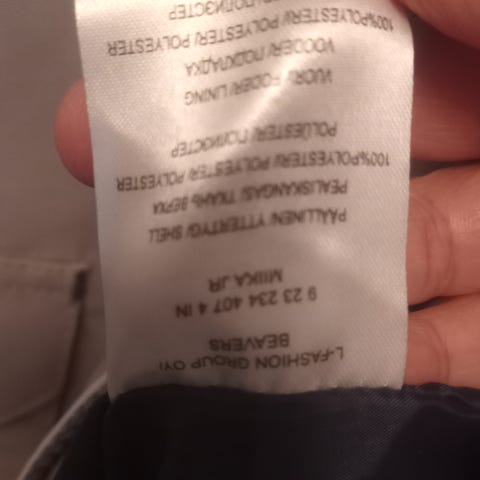 L-FASHION GROUP OY/
BEAVERS
9 23 234 407 4 IN
MIIKA JR
PÄÄLLINEN/ YTTERTYG/ SHELL
PEALISKANGAS/ ТКАНЬ ВЕРХА
100%POLYESTER/ POLYESTER/ POLYESTER
POLÜESTER/ ПОЛИЭСТЕР
VUORI/ FODER/ LINING
VOODER/ ПОДКЛАДКА
100%POLYESTER/ POLYESTER/ POLYESTER
/ПОЛИЭСТЕР